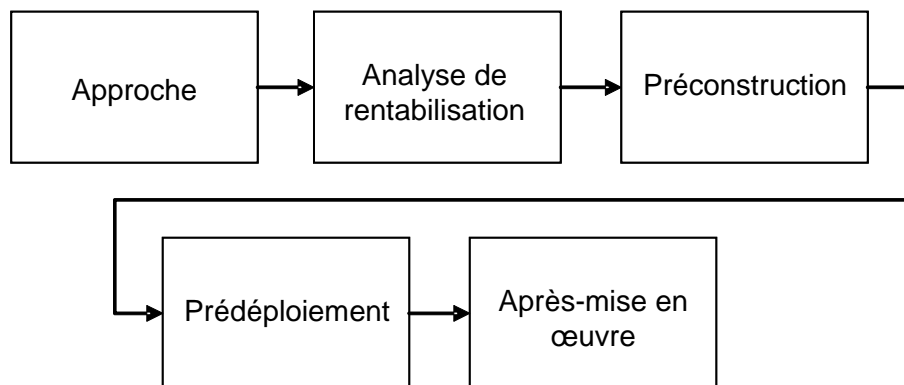 Approche
Analyse de
rentabilisation
Préconstruction
Prédéploiement
Après-mise en
œuvre